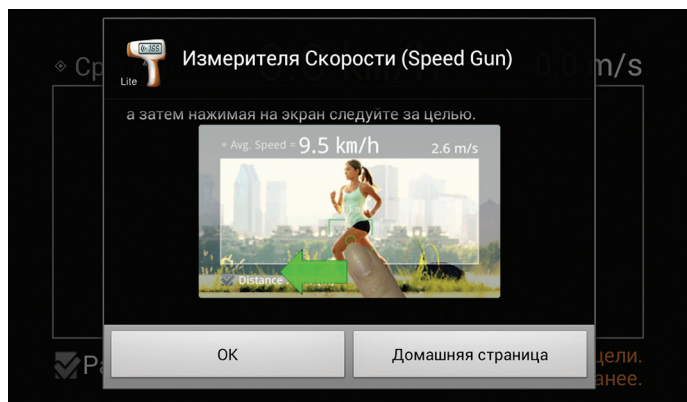 Измерителя Скорости (Speed Gun)
Lite
m/s
а затем нажимая на экран следуйте за целью.
+ Avg. Speed = 9.5 km/h
2.6 m/s
Distance
OK
Домашняя страница
цели.